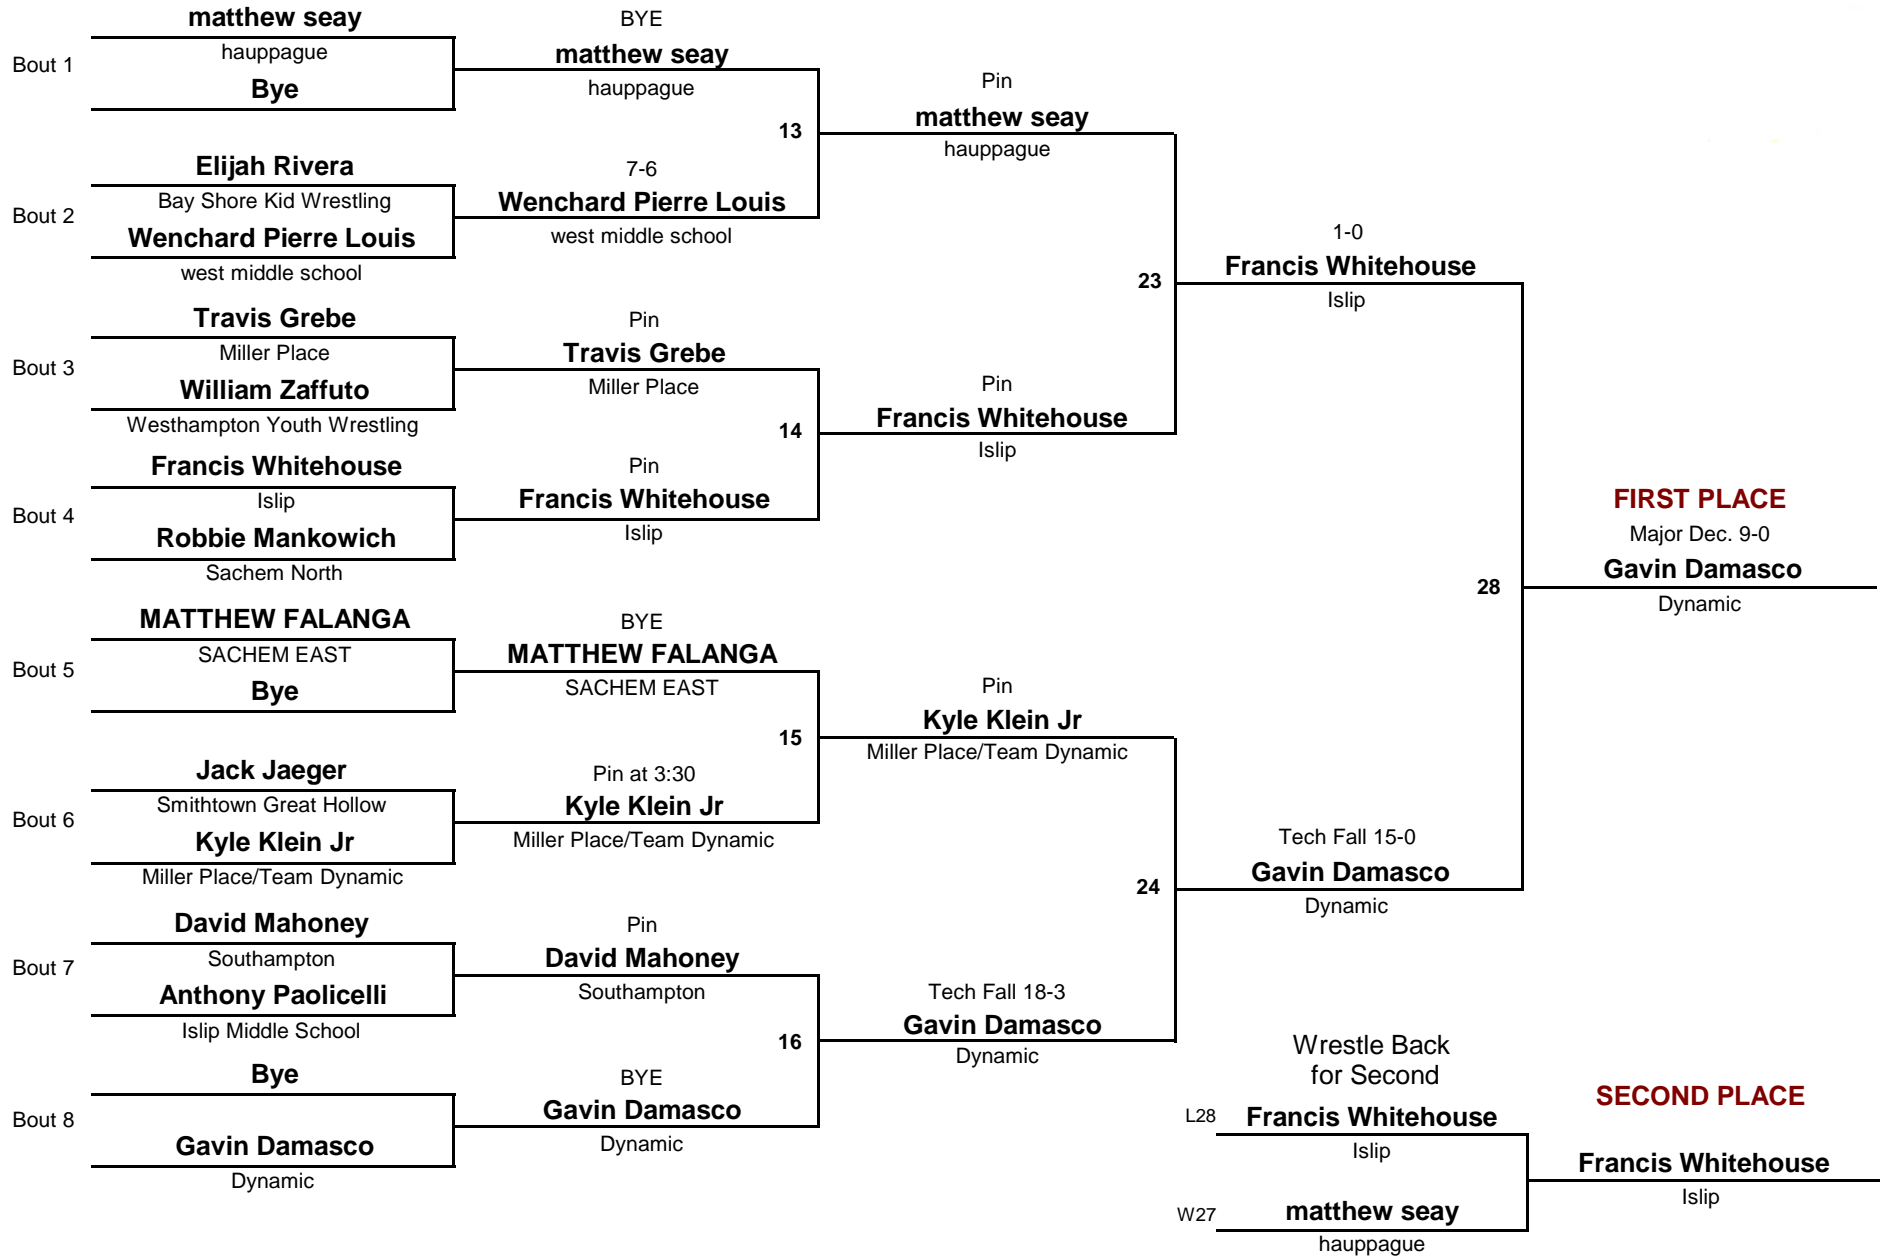 matthew seay
Bout 1
hauppague
Bye
Elijah Rivera
Bout 2
Bay Shore Kid Wrestling
Wenchard Pierre Louis
west middle school
Travis Grebe
Bout 3
Miller Place
William Zaffuto
Westhampton Youth Wrestling
Francis Whitehouse
Bout 4
Islip
Robbie Mankowich
Sachem North
MATTHEW FALANGA
Bout 5
SACHEM EAST
Bye
Jack Jaeger
Bout 6
Smithtown Great Hollow
Kyle Klein Jr
Miller Place/Team Dynamic
David Mahoney
Bout 7
Southampton
Anthony Paolicelli
Islip Middle School
Bye
Bout 8
Gavin Damasco
Dynamic
BYE
matthew seay
hauppague
13
7-6
Wenchard Pierre Louis
west middle school
Pin
Travis Grebe
Miller Place
14
Pin
Francis Whitehouse
Islip
BYE
MATTHEW FALANGA
SACHEM EAST
15
Pin at 3:30
Kyle Klein Jr
Miller Place/Team Dynamic
Pin
David Mahoney
Southampton
16
BYE
Gavin Damasco
Dynamic
Pin
matthew seay
hauppague
23
Pin
Francis Whitehouse
Islip
Pin
Kyle Klein Jr
Miller Place/Team Dynamic
24
Tech Fall 18-3
Gavin Damasco
Dynamic
1-0
Francis Whitehouse
Islip
28
Tech Fall 15-0
Gavin Damasco
Dynamic
FIRST PLACE
Major Dec. 9-0
Gavin Damasco
Dynamic
Wrestle Back
for Second
L28
Francis Whitehouse
Islip
W27
matthew seay
hauppague
SECOND PLACE
Francis Whitehouse
Islip